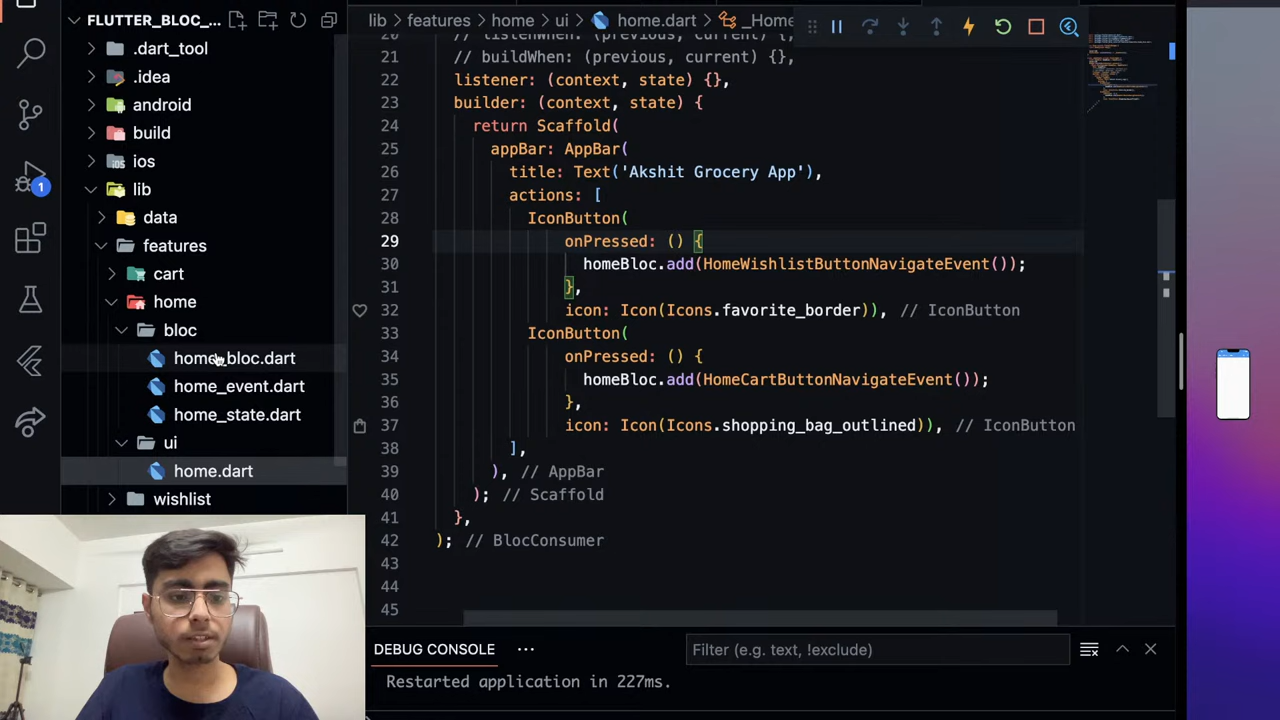 FLUTTER_BLOC_...
.dart_tool
.idea
android
build
ios
lib
data
features
cart
home
bloc
home_bloc.dart
home_event.dart
home_state.dart
ui
home.dart
wishlist
1
lib > features > home > ui > home.dart > _Home
20 // listenWhen: (previous, current) {},
21 // buildWhen: (previous, current) {},
22 listener: (context, state) {},
23 builder: (context, state) {
24 return Scaffold(
25 appBar: AppBar(
26 title: Text('Akshit Grocery App'),
27 actions: [
28 IconButton(
29 onPressed: () {
30 homeBloc.add(HomeWishlistButtonNavigateEvent());
31 },
32 icon: Icon(Icons.favorite_border)), // IconButton
33 IconButton(
34 onPressed: () {
35 homeBloc.add(HomeCartButtonNavigateEvent());
36 },
37 icon: Icon(Icons.shopping_bag_outlined)), // IconButton
38 ],
39 ), // AppBar
40 ); // Scaffold
41 },
42 ); // BlocConsumer
43
44
45
DEBUG CONSOLE ...
Filter (e.g. text, !exclude)
Restarted application in 227ms.